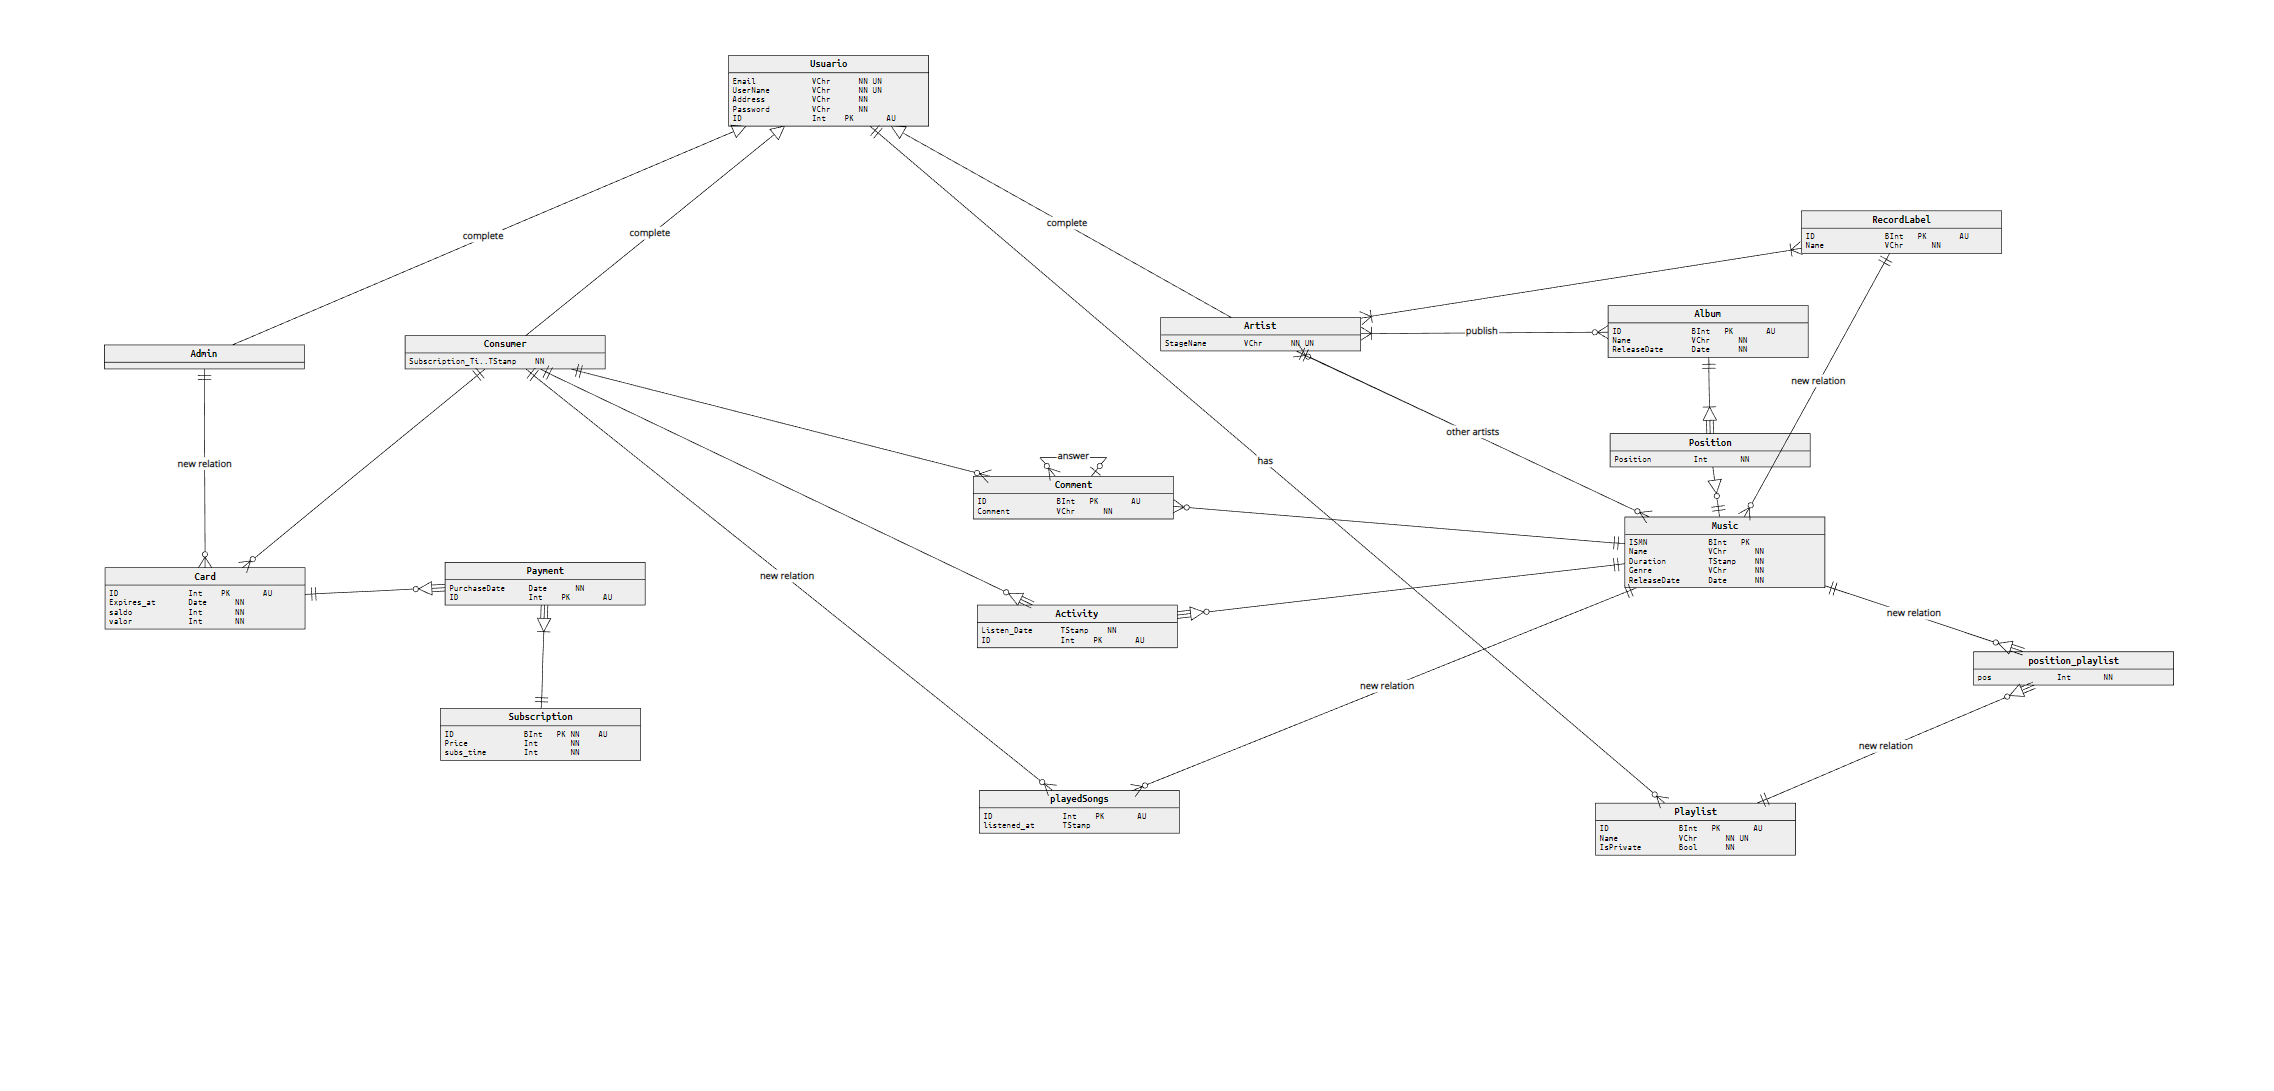 Usuario
Email VChr NN UN
UserName VChr NN UN
Address VChr NN
Password VChr NN
ID Int PK AU
complete
complete
complete
RecordLabel
ID BInt PK AU
Name VChr NN
Admin
Consumer
Subscription_Ti..TStamp NN
Artist
StageName VChr NN UN
publish
Album
ID BInt PK AU
Name VChr NN
ReleaseDate Date NN
new relation
other artists
Position
Position Int NN
new relation
answer
has
Comment
ID BInt PK AU
Comment VChr NN
Music
ISMN BInt PK
Name VChr NN
Duration TStamp NN
Genre VChr NN
ReleaseDate Date NN
Card
ID Int PK AU
Expires_at Date NN
saldo Int NN
valor Int NN
Payment
PurchaseDate Date NN
ID Int PK AU
new relation
Activity
Listen_Date TStamp NN
ID Int PK AU
new relation
position_playlist
pos Int NN
new relation
Subscription
ID BInt PK NN AU
Price Int NN
subs_time Int NN
new relation
playedSongs
ID Int PK AU
listened_at TStamp
Playlist
ID BInt PK AU
Name VChr NN UN
IsPrivate Bool NN